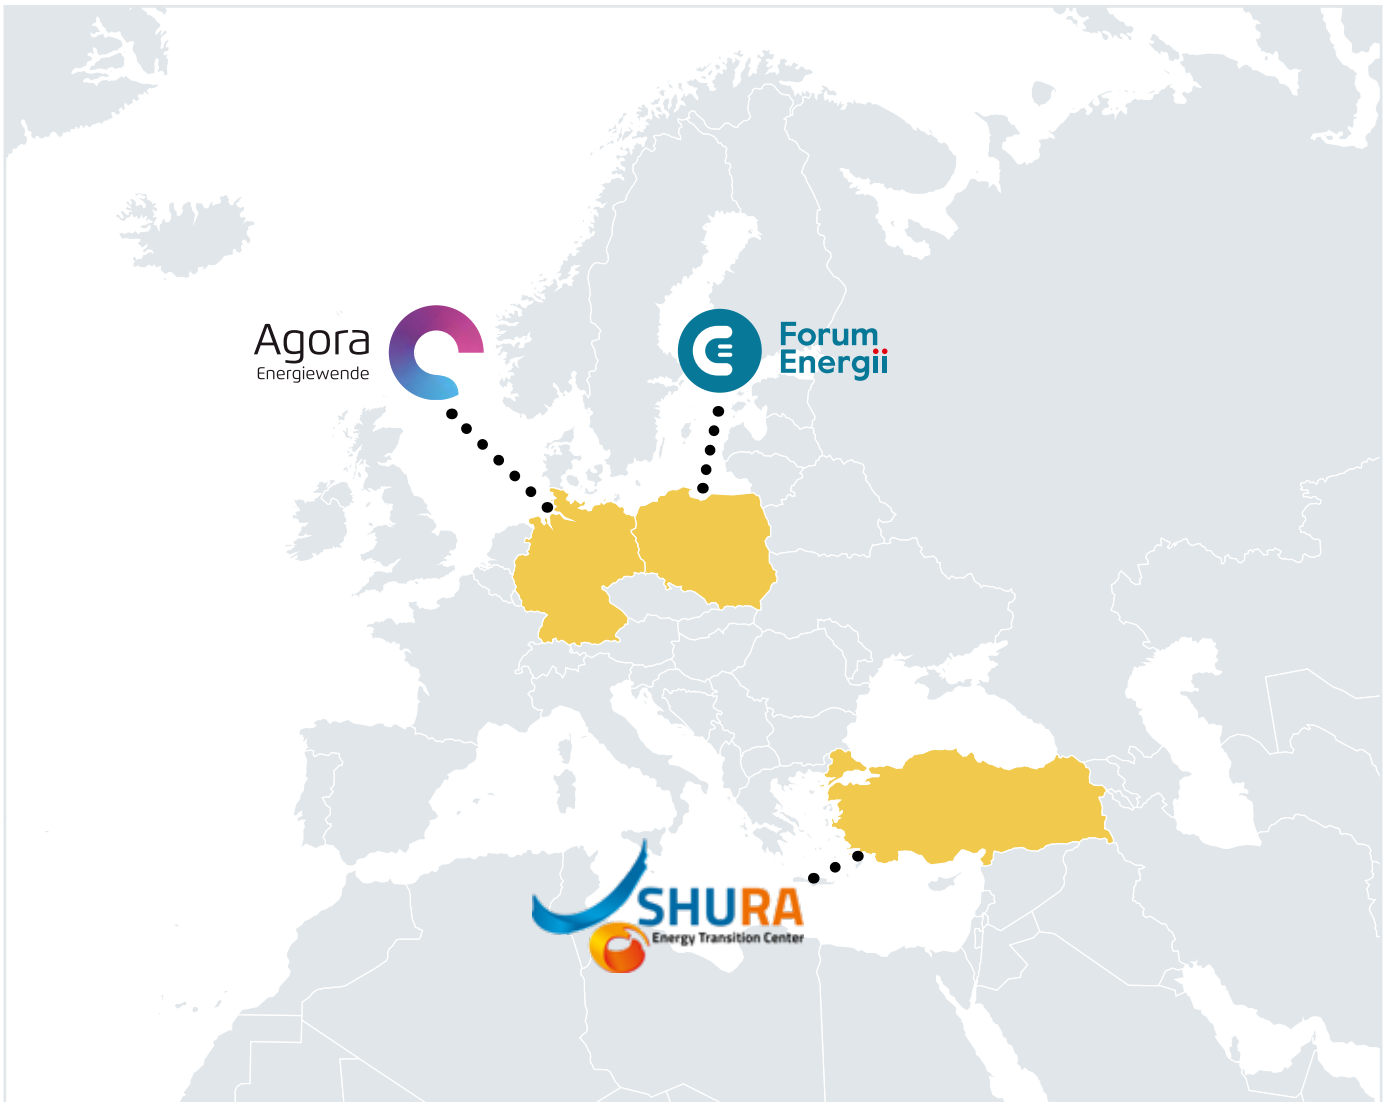 Agora
Energiewende
Forum
Energii
SHURA
Energy Transition Center